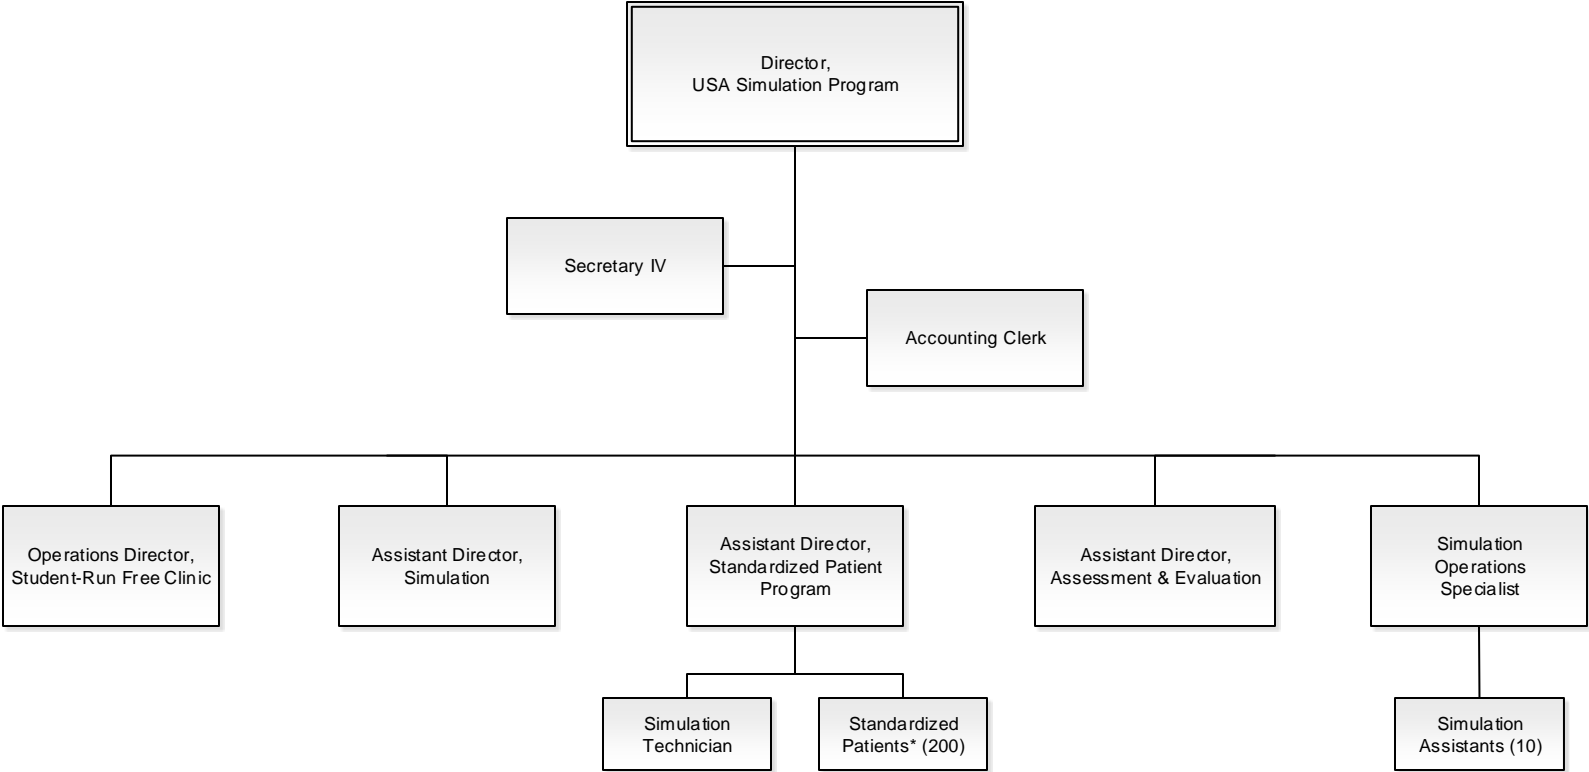 Director,
USA Simulation Program
Secretary IV
Accounting Clerk
Operations Director,
Student-Run Free Clinic
Assistant Director,
Simulation
Assistant Director,
Standardized Patient
Program
Assistant Director,
Assessment & Evaluation
Simulation
Operations
Specialist
Simulation
Technician
Standardized
Patients* (200)
Simulation
Assistants (10)